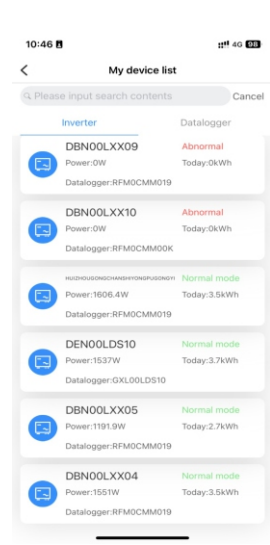 10:46
4G 98
My device list
Please input search contents Cancel
Inverter Datalogger
DBN00LXX09 Abnormal
Power:0W Today:0kWh
Datalogger:RFM0CMM019
DBN00LXX10 Abnormal
Power:0W Today:0kWh
Datalogger:RFM0CMM00K
HUIZHOUGONGCHANSHIYONGPUGONGYI Normal mode
Power:1606.4W Today:3.5kWh
Datalogger:RFM0CMM019
DEN00LDS10 Normal mode
Power:1537W Today:3.7kWh
Datalogger:GXL00LDS10
DBN00LXX05 Normal mode
Power:1191.9W Today:2.7kWh
Datalogger:RFM0CMM019
DBN00LXX04 Normal mode
Power:1551W Today:3.5kWh
Datalogger:RFM0CMM019